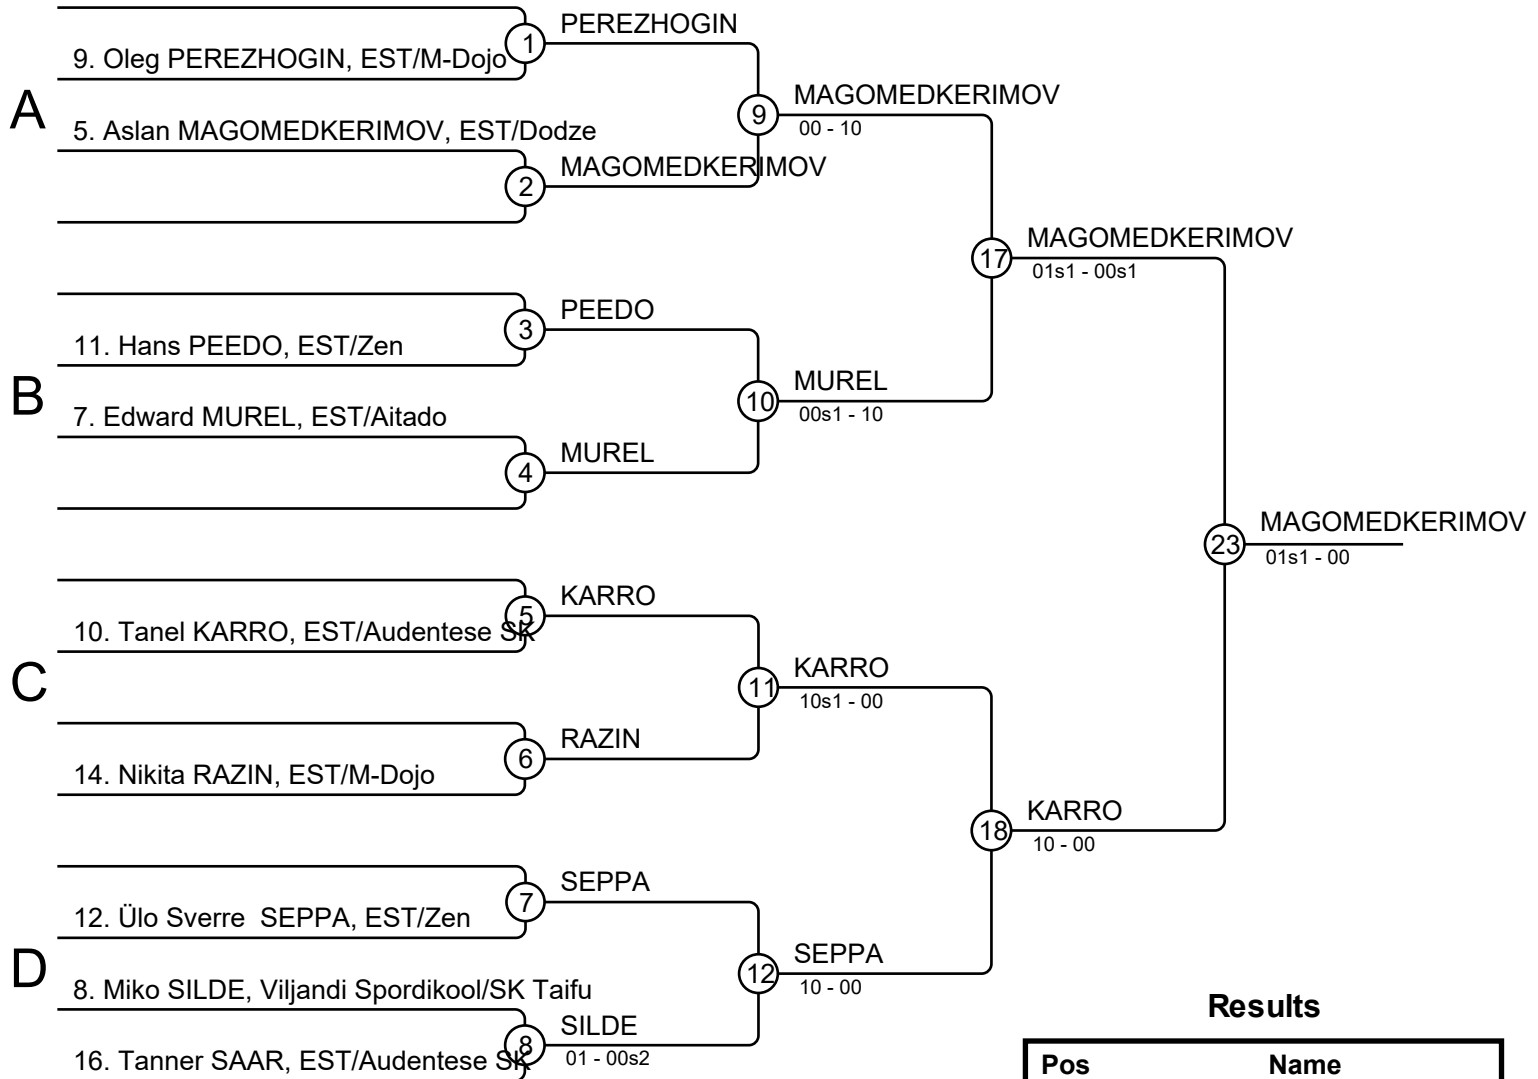 PEREZHOGIN
1
9. Oleg PEREZHOGIN, EST/M-Dojo
A
MAGOMEDKERIMOV
9
00 - 10
5. Aslan MAGOMEDKERIMOV, EST/Dodze
MAGOMEDKERIMOV
2
MAGOMEDKERIMOV
17
01s1 - 00s1
PEEDO
3
11. Hans PEEDO, EST/Zen
B
MUREL
10
00s1 - 10
7. Edward MUREL, EST/Aitado
MUREL
4
MAGOMEDKERIMOV
23
01s1 - 00
KARRO
5
10. Tanel KARRO, EST/Audentese SK
C
KARRO
11
10s1 - 00
RAZIN
6
14. Nikita RAZIN, EST/M-Dojo
KARRO
18
10 - 00
SEPPA
7
12. Ülo Sverre  SEPPA, EST/Zen
D
SEPPA
12
10 - 00
8. Miko SILDE, Viljandi Spordikool/SK Taifu
SILDE
8
01 - 00s2
16. Tanner SAAR, EST/Audentese SK
Results
Pos Name